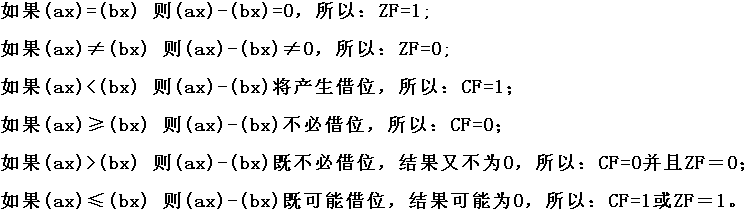 如果(ax)=(bx) 则(ax)-(bx)=0，所以：ZF=1;
如果(ax)≠(bx) 则(ax)-(bx)≠0，所以：ZF=0;
如果(ax)<(bx) 则(ax)-(bx)将产生借位，所以：CF=1；
如果(ax)≥(bx) 则(ax)-(bx)不必借位，所以：CF=0；
如果(ax)>(bx) 则(ax)-(bx)既不必借位，结果又不为0，所以：CF=0并且ZF＝0；
如果(ax)≤(bx) 则(ax)-(bx)既可能借位，结果可能为0，所以：CF=1或ZF＝1。